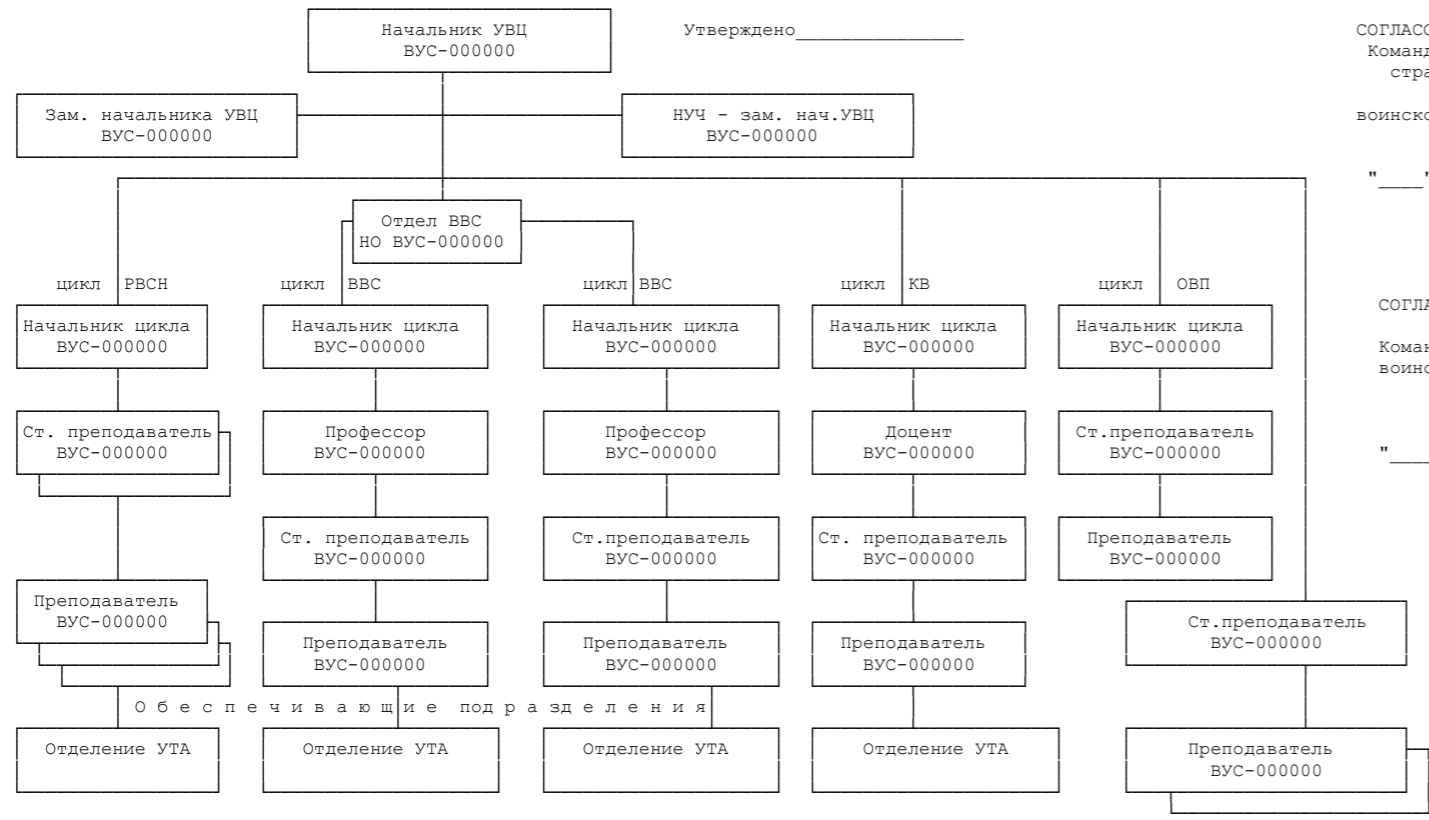 Начальник УВЦ
ВУС-000000
Утверждено_______________
Зам. начальника УВЦ
ВУС-000000
НУЧ - зам. нач.УВЦ
ВУС-000000
"____"
Отдел ВВС
НО ВУС-000000
цикл РВСН
цикл ВВС
цикл ВВС
цикл КВ
цикл ОВП
Начальник цикла
ВУС-000000
Начальник цикла
ВУС-000000
Начальник цикла
ВУС-000000
Начальник цикла
ВУС-000000
Начальник цикла
ВУС-000000
Ст. преподаватель
ВУС-000000
Профессор
ВУС-000000
Профессор
ВУС-000000
Доцент
ВУС-000000
Ст.преподаватель
ВУС-000000
"____
Ст. преподаватель
ВУС-000000
Ст.преподаватель
ВУС-000000
Ст. преподаватель
ВУС-000000
Преподаватель
ВУС-000000
Преподаватель
ВУС-000000
Преподаватель
ВУС-000000
Преподаватель
ВУС-000000
Преподаватель
ВУС-000000
Ст.преподаватель
ВУС-000000
О б е с п е ч и в а ю щ и е под р а зд е л е н и я
Отделение УТА
Отделение УТА
Отделение УТА
Отделение УТА
Преподаватель
ВУС-000000